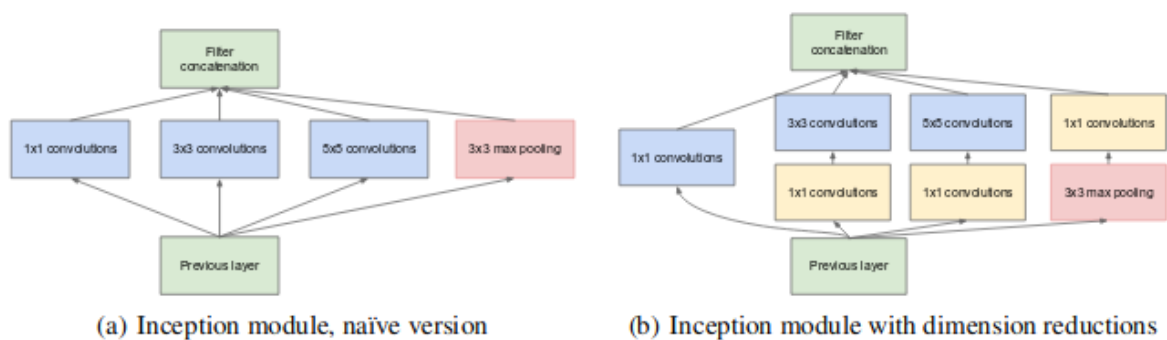 Filter
concatenation
1x1 convolutions
3x3 convolutions
5x5 convolutions
3x3 max pooling
Previous layer
(a) Inception module, naïve version
Filter
concatenation
3x3 convolutions
5x5 convolutions
1x1 convolutions
1x1 convolutions
1x1 convolutions
1x1 convolutions
3x3 max pooling
Previous layer
(b) Inception module with dimension reductions